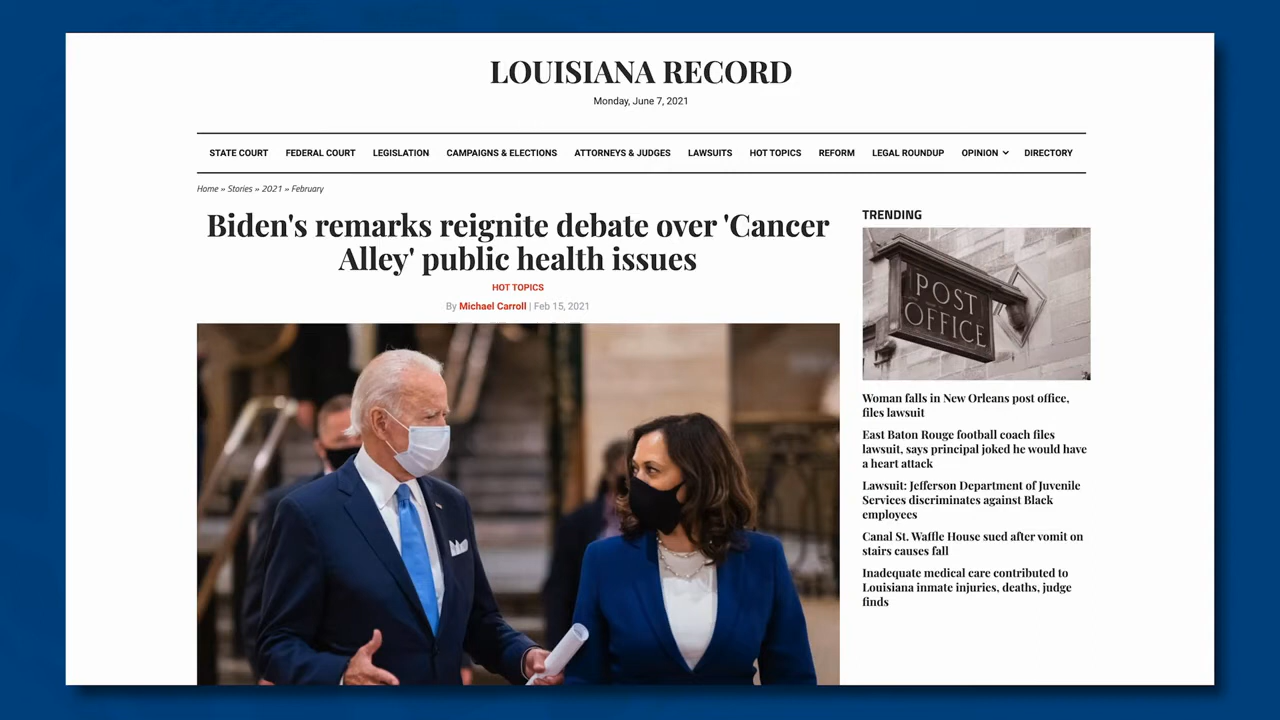 LOUISIANA RECORD
Monday, June 7, 2021
STATE COURT FEDERAL COURT LEGISLATION CAMPAIGNS & ELECTIONS ATTORNEYS & JUDGES LAWSUITS HOT TOPICS REFORM LEGAL ROUNDUP OPINION DIRECTORY
Home » Stories » 2021 » February
Biden's remarks reignite debate over 'Cancer
Alley' public health issues
HOT TOPICS
By Michael Carroll | Feb 15, 2021
TRENDING
POST
OFFICE
Woman falls in New Orleans post office,
files lawsuit
East Baton Rouge football coach files
lawsuit, says principal joked he would have
a heart attack
Lawsuit: Jefferson Department of Juvenile
Services discriminates against Black
employees
Canal St. Waffle House sued after vomit on
stairs causes fall
Inadequate medical care contributed to
Louisiana inmate injuries, deaths, judge
finds